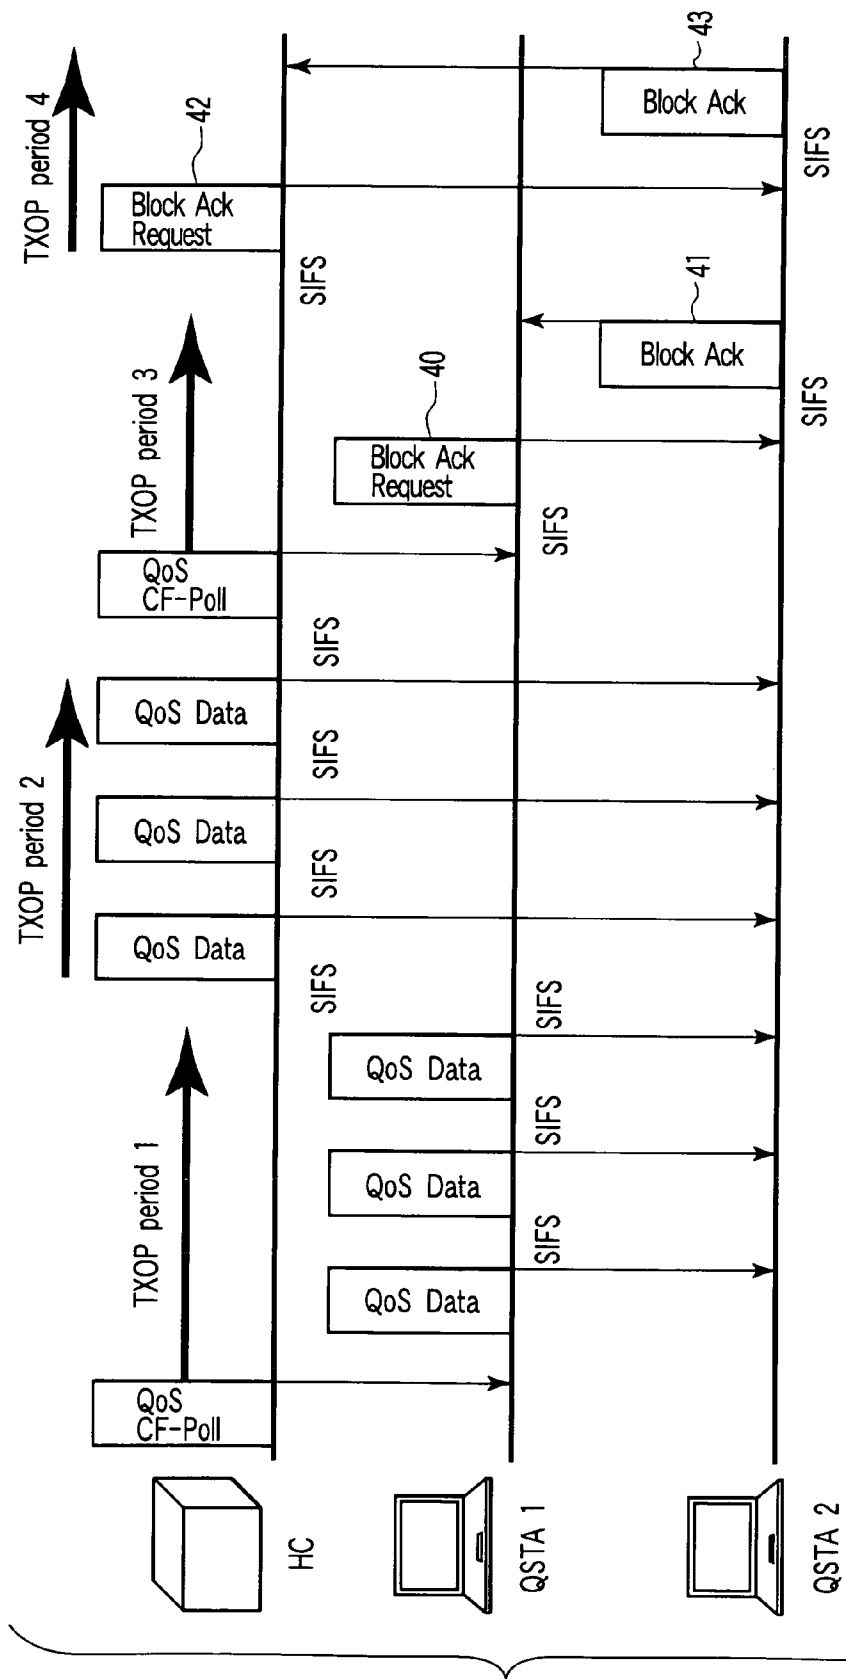 TXOP period 1
TXOP period 2
TXOP period 3
TXOP period 4
HC
QoS
CF-Poll
SIFS
QoS Data
SIFS
QoS Data
SIFS
QoS Data
SIFS
QoS
CF-Poll
SIFS
Block Ack
Request
42
QSTA 1
QoS Data
SIFS
QoS Data
SIFS
QoS Data
SIFS
SIFS
Block Ack
Request
40
QSTA 2
SIFS
Block Ack
41
SIFS
Block Ack
43